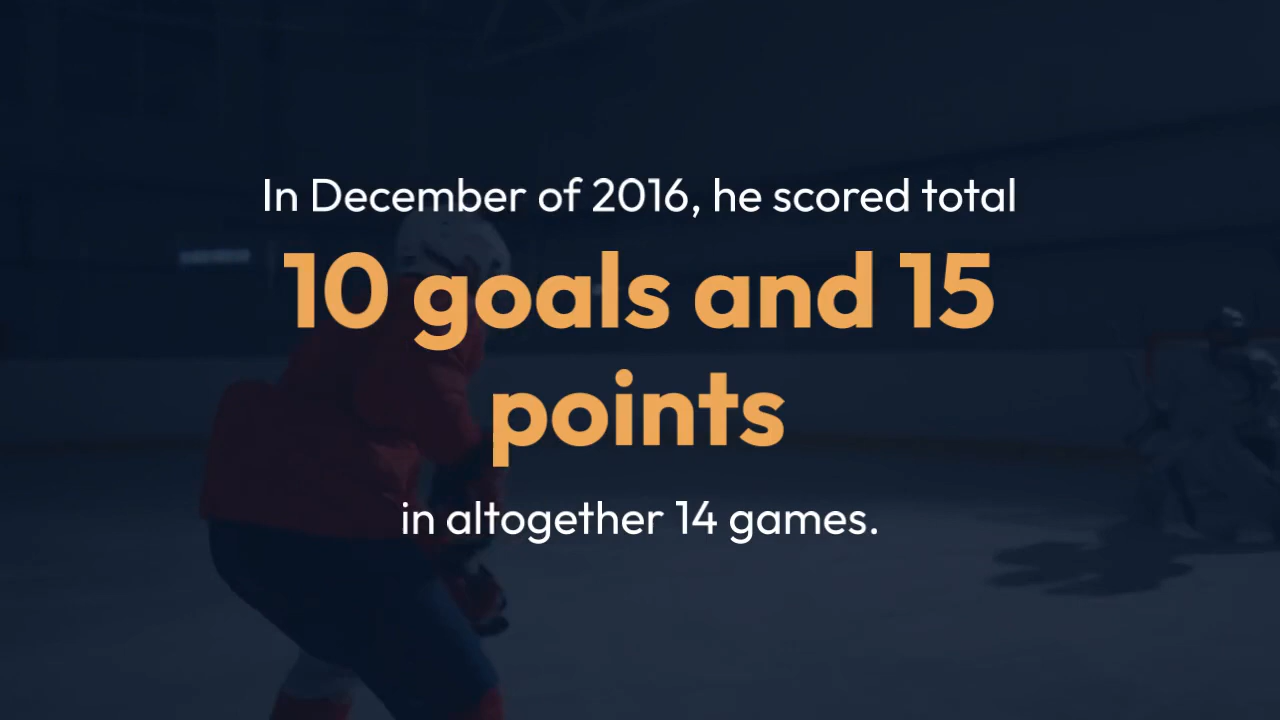 In December of 2016, he scored total
10 goals and 15
points
in altogether 14 games.